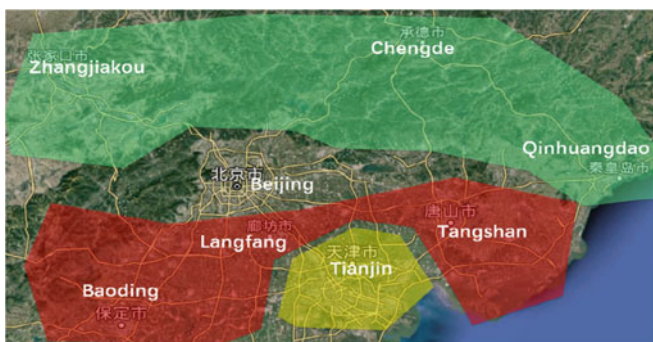 承德市
Chengde
张家口市
Zhangjiakou
Qinhuangdao
秦皇岛市
北京市
Beijing
唐山市
Tangshan
廊坊市
Langfang
天津市
Tianjin
Baoding
保定市